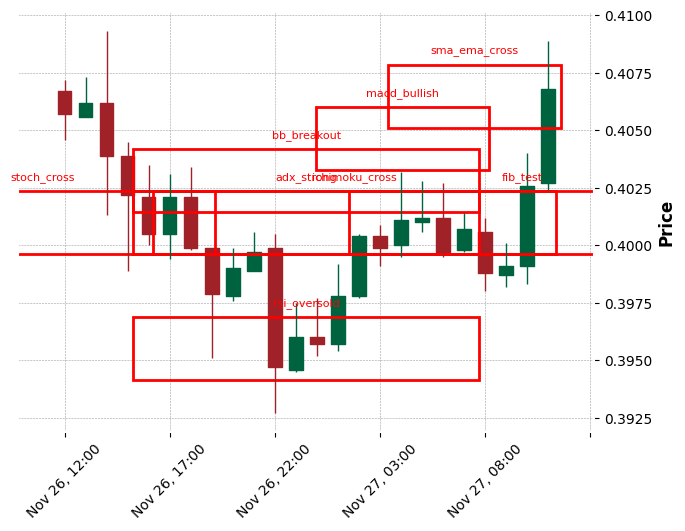 0.4100
sma_ema_cross
0.4075
macd_bullish
0.4050
bb_breakout
stoch_cross
adx_strong
ichimoku_cross
fib_test
0.4025
0.4000
Price
0.3975
rsi_oversold
0.3950
0.3925
Nov 26, 12:00
Nov 26, 17:00
Nov 26, 22:00
Nov 27, 03:00
Nov 27, 08:00